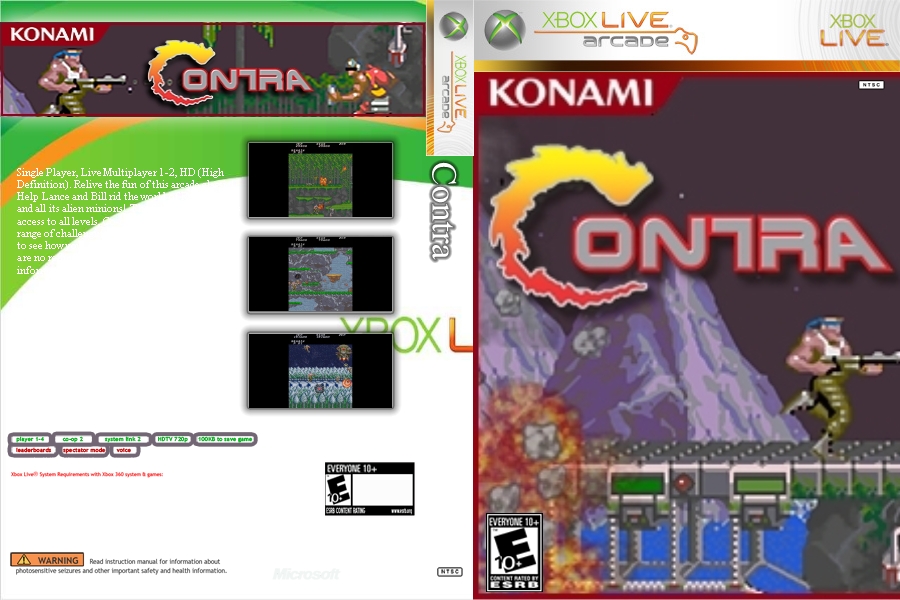 KONAMI
CONTRA
Single Player, Live Multiplayer 1-2, HD (High
Definition). Relive the fun of this arcade
Help Lance and Bill rid the
and all its alien minions!
access to all levels.
range of
to see how
are no
XBOX L
player 1-4 co-op 2 system link 2 HDTV 720p 100KB to save game
leaderboards spectator mode voice
Xbox Live® System Requirements with Xbox 360 system & games:
EVERYONE 10+
E
10+
ESRB CONTENT RATING www.esrb.org
WARNING Read instruction manual for information about
photosensitive seizures and other important safety and health information.
Microsoft
NTSC
XBOX LIVE
arcade
Contra
XBOX LIVE
arcade
XBOX
LIVE
KONAMI
NTSC
CONTRA
EVERYONE 10+
E
10+
CONTENT RATED BY
ESRB